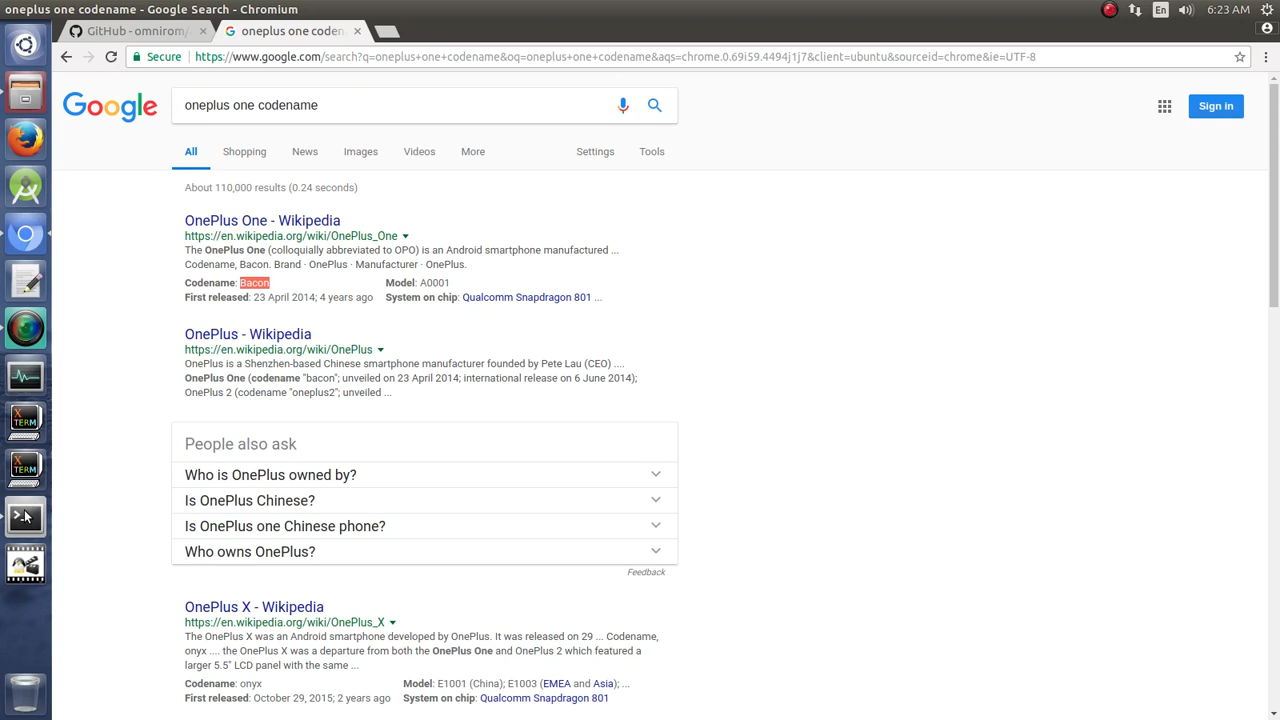 oneplus one codename - Google Search - Chromium
En
6:23 AM
GitHub - omnirom/
oneplus one coden
Secure
https://www.google.com/search?q=oneplus+one+codename&oq=oneplus+one+codename&aqs=chrome.0.69i59.4494j1j7&client=ubuntu&sourceid=chrome&ie=UTF-8
Google
oneplus one codename
Sign in
All Shopping News Images Videos More Settings Tools
About 110,000 results (0.24 seconds)
OnePlus One - Wikipedia
https://en.wikipedia.org/wiki/OnePlus_One
The OnePlus One (colloquially abbreviated to OPO) is an Android smartphone manufactured ...
Codename, Bacon. Brand · OnePlus · Manufacturer · OnePlus.
Codename: Bacon Model: A0001
First released: 23 April 2014; 4 years ago System on chip: Qualcomm Snapdragon 801 ...
OnePlus - Wikipedia
https://en.wikipedia.org/wiki/OnePlus
OnePlus is a Shenzhen-based Chinese smartphone manufacturer founded by Pete Lau (CEO) ....
OnePlus One (codename "bacon"; unveiled on 23 April 2014; international release on 6 June 2014);
OnePlus 2 (codename "oneplus2"; unveiled ...
People also ask
Who is OnePlus owned by?
Is OnePlus Chinese?
Is OnePlus one Chinese phone?
Who owns OnePlus?
Feedback
OnePlus X - Wikipedia
https://en.wikipedia.org/wiki/OnePlus_X
The OnePlus X was an Android smartphone developed by OnePlus. It was released on 29 ... Codename,
onyx .... the OnePlus X was a departure from both the OnePlus One and OnePlus 2 which featured a
larger 5.5" LCD panel with the same ...
Codename: onyx Model: E1001 (China); E1003 (EMEA and Asia); ...
First released: October 29, 2015; 2 years ago System on chip: Qualcomm Snapdragon 801
X
TERM
X
TERM